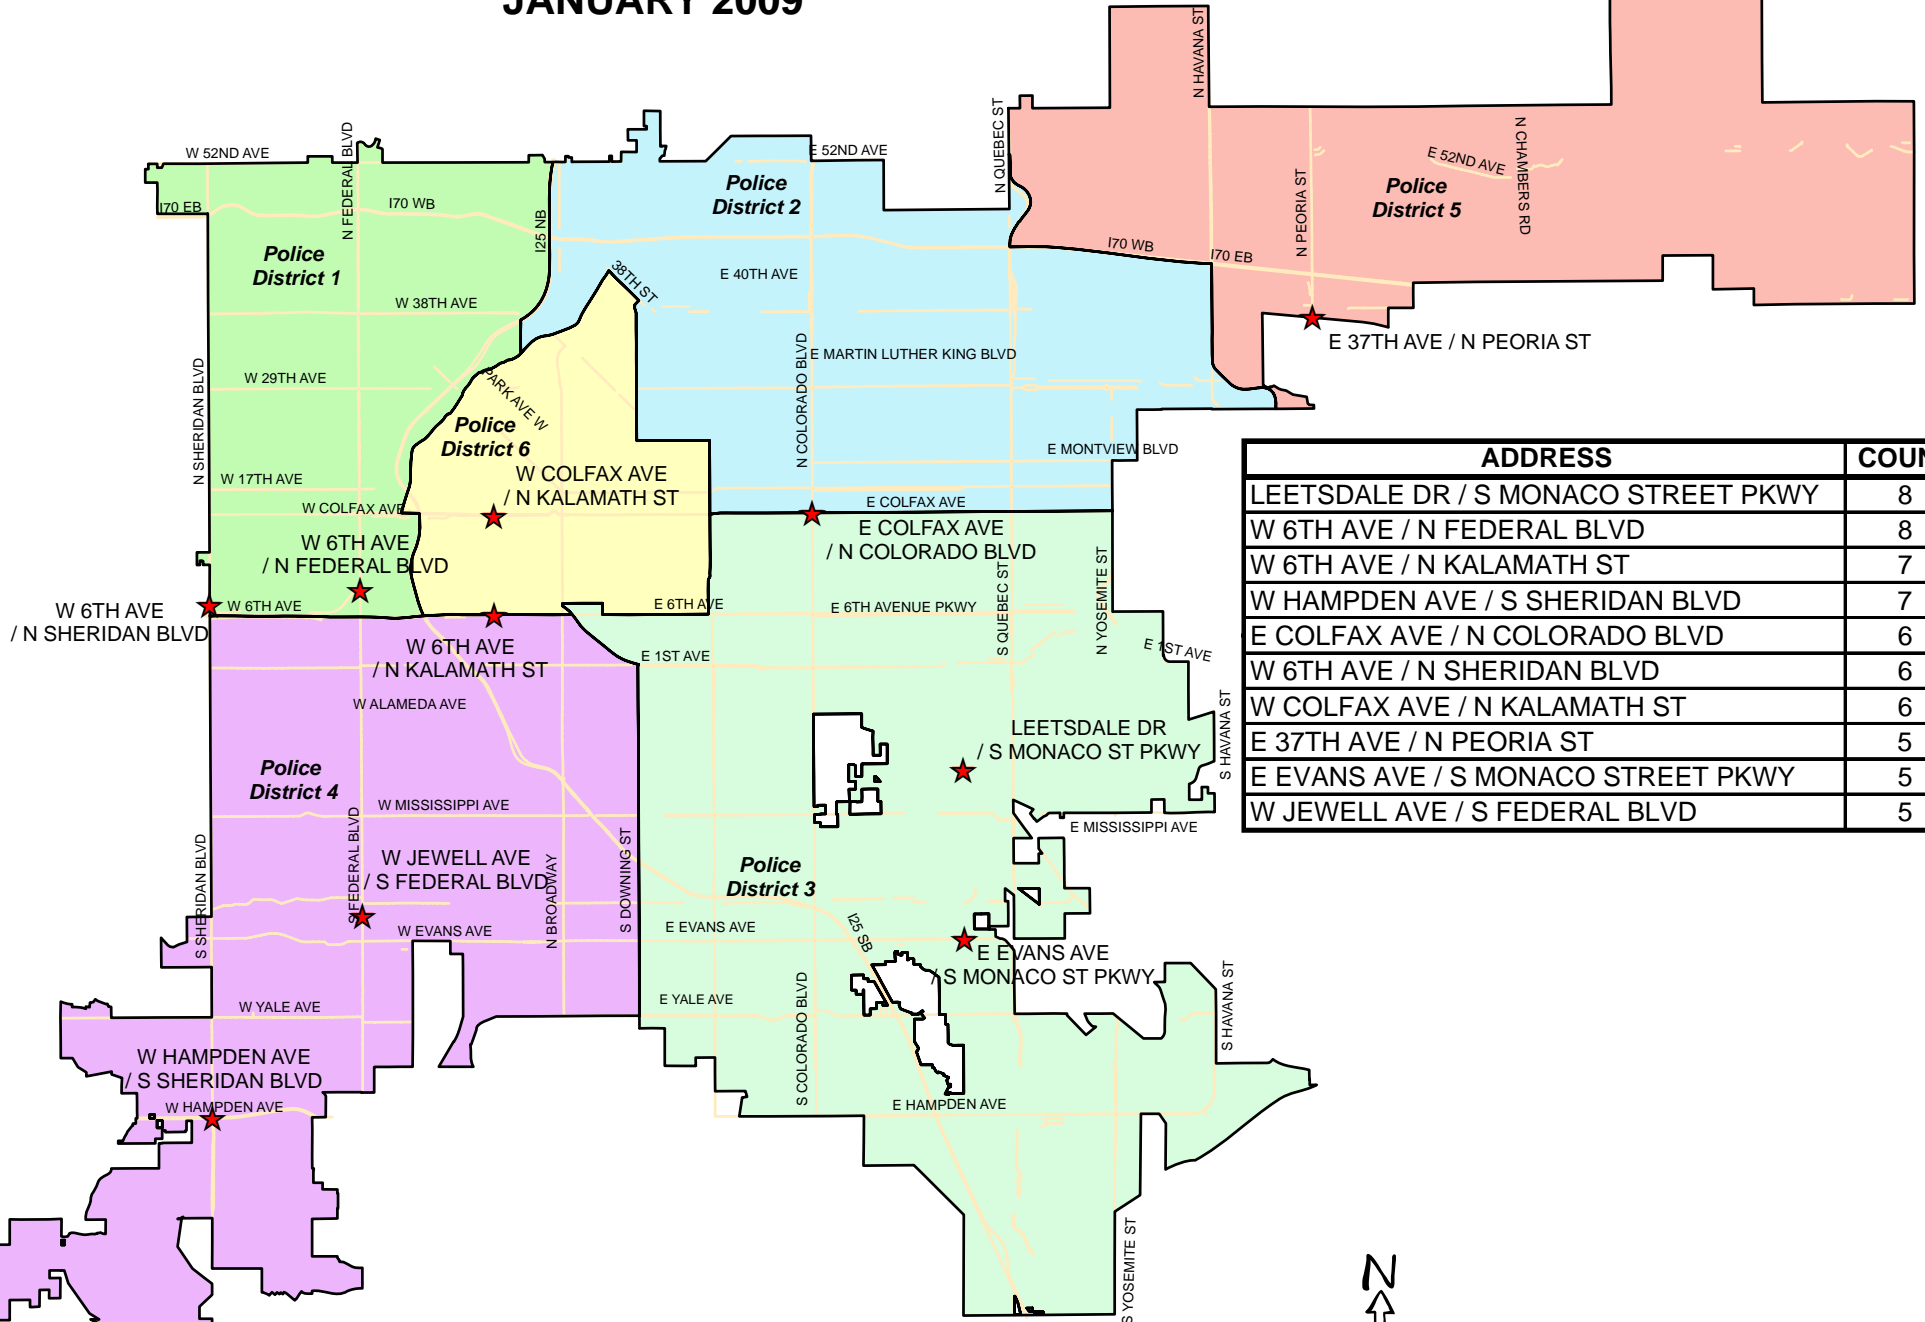 JANUARY 2009
W 52ND AVE
N FEDERAL BLVD
E 52ND AVE
N QUEBEC ST
N HAVANA ST
N CHAMBERS RD
E 52ND AVE
Police
District 2
Police
District 5
I70 EB
I70 WB
I25 NB
N PEORIA ST
Police
District 1
38TH ST
E 40TH AVE
I70 WB
I70 EB
W 38TH AVE
E 37TH AVE / N PEORIA ST
N SHERIDAN BLVD
W 29TH AVE
PARK AVE W
N COLORADO BLVD
E MARTIN LUTHER KING BLVD
Police
District 6
E MONTVIEW BLVD
W 17TH AVE
W COLFAX AVE
/ N KALAMATH ST
W COLFAX AVE
E COLFAX AVE
E COLFAX AVE
/ N COLORADO BLVD
W 6TH AVE
/ N FEDERAL BLVD
S QUEBEC ST
N YOSEMITE ST
W 6TH AVE
/ N SHERIDAN BLVD
W 6TH AVE
E 6TH AVE
E 6TH AVENUE PKWY
W 6TH AVE
/ N KALAMATH ST
E 1ST AVE
E 1ST AVE
ADDRESS COUN
LEETSDALE DR / S MONACO STREET PKWY 8
W 6TH AVE / N FEDERAL BLVD 8
W 6TH AVE / N KALAMATH ST 7
W HAMPDEN AVE / S SHERIDAN BLVD 7
E COLFAX AVE / N COLORADO BLVD 6
W 6TH AVE / N SHERIDAN BLVD 6
W COLFAX AVE / N KALAMATH ST 6
E 37TH AVE / N PEORIA ST 5
E EVANS AVE / S MONACO STREET PKWY 5
W JEWELL AVE / S FEDERAL BLVD 5
W ALAMEDA AVE
LEETSDALE DR
/ S MONACO ST PKWY
S HAVANA ST
Police
District 4
W MISSISSIPPI AVE
E MISSISSIPPI AVE
S SHERIDAN BLVD
S FEDERAL BLVD
W JEWELL AVE
/ S FEDERAL BLVD
N BROADWAY
S DOWNING ST
Police
District 3
W EVANS AVE
E EVANS AVE
I25 SB
E EVANS AVE
/ S MONACO ST PKWY
W YALE AVE
E YALE AVE
S COLORADO BLVD
S HAVANA ST
W HAMPDEN AVE
/ S SHERIDAN BLVD
W HAMPDEN AVE
E HAMPDEN AVE
S YOSEMITE ST
N